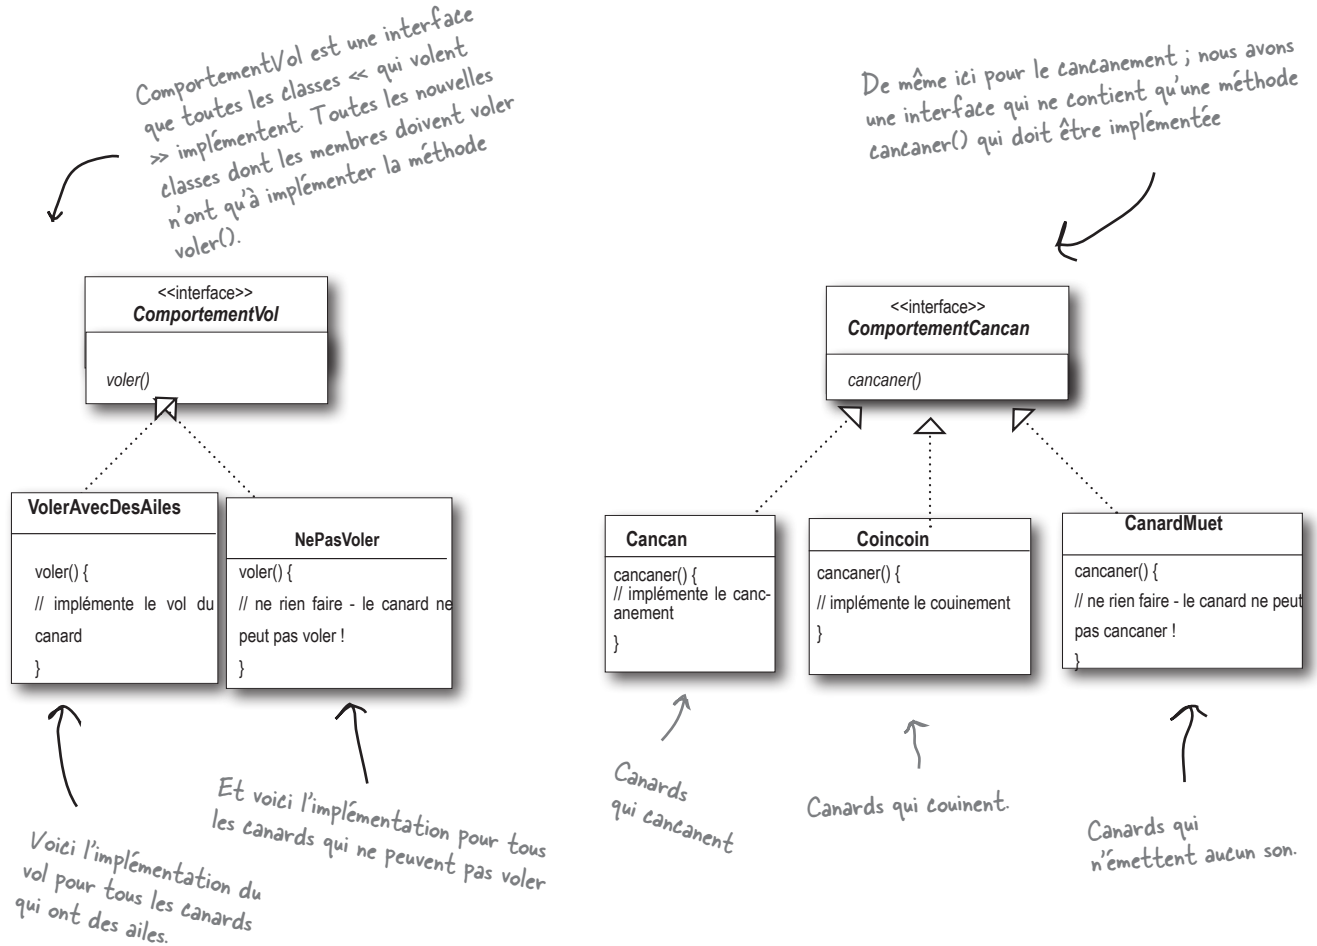 ComportementVol est une interface
que toutes les classes << qui volent
>> implémentent. Toutes les nouvelles
classes dont les membres doivent voler
n'ont qu'à implémenter la méthode
voler().
De même ici pour le cancanement ; nous avons
une interface qui ne contient qu'une méthode
cancaner() qui doit être implémentée
<<interface>>
ComportementVol
voler()
<<interface>>
ComportementCancan
cancaner()
VolerAvecDesAiles
voler() {
// implémente le vol du
canard
}
NePasVoler
voler() {
// ne rien faire - le canard ne
peut pas voler !
}
Cancan
cancaner() {
// implémente le canc-
anement
}
Coincoin
cancaner() {
// implémente le couinement
}
CanardMuet
cancaner() {
// ne rien faire - le canard ne peut
pas cancaner !
}
Voici l'implémentation du
vol pour tous les canards
qui ont des ailes.
Et voici l'implémentation pour tous
les canards qui ne peuvent pas voler
Canards
qui cancanent
Canards qui couinent.
Canards qui
n'émettent aucun son.